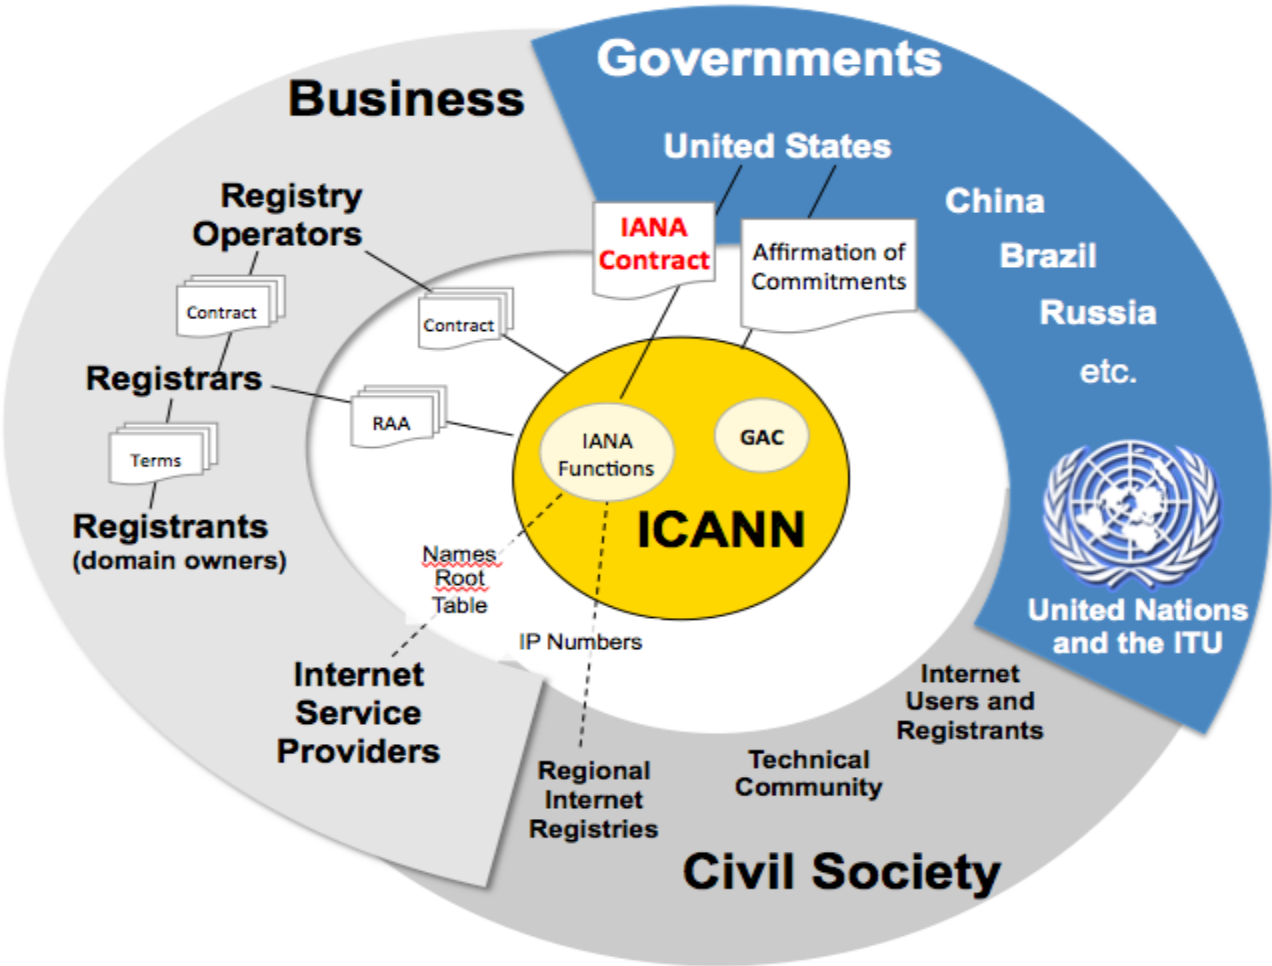 Governments
Business
United States
Registry
Operators
China
IANA
Contract
Affirmation of
Commitments
Brazil
Contract
Contract
Russia
Registrars
etc.
RAA
IANA
Functions
GAC
Terms
Registrants
(domain owners)
ICANN
Names
Root
Table
United Nations
and the ITU
IP Numbers
Internet
Service
Providers
Internet
Users and
Registrants
Technical
Community
Regional
Internet
Registries
Civil Society